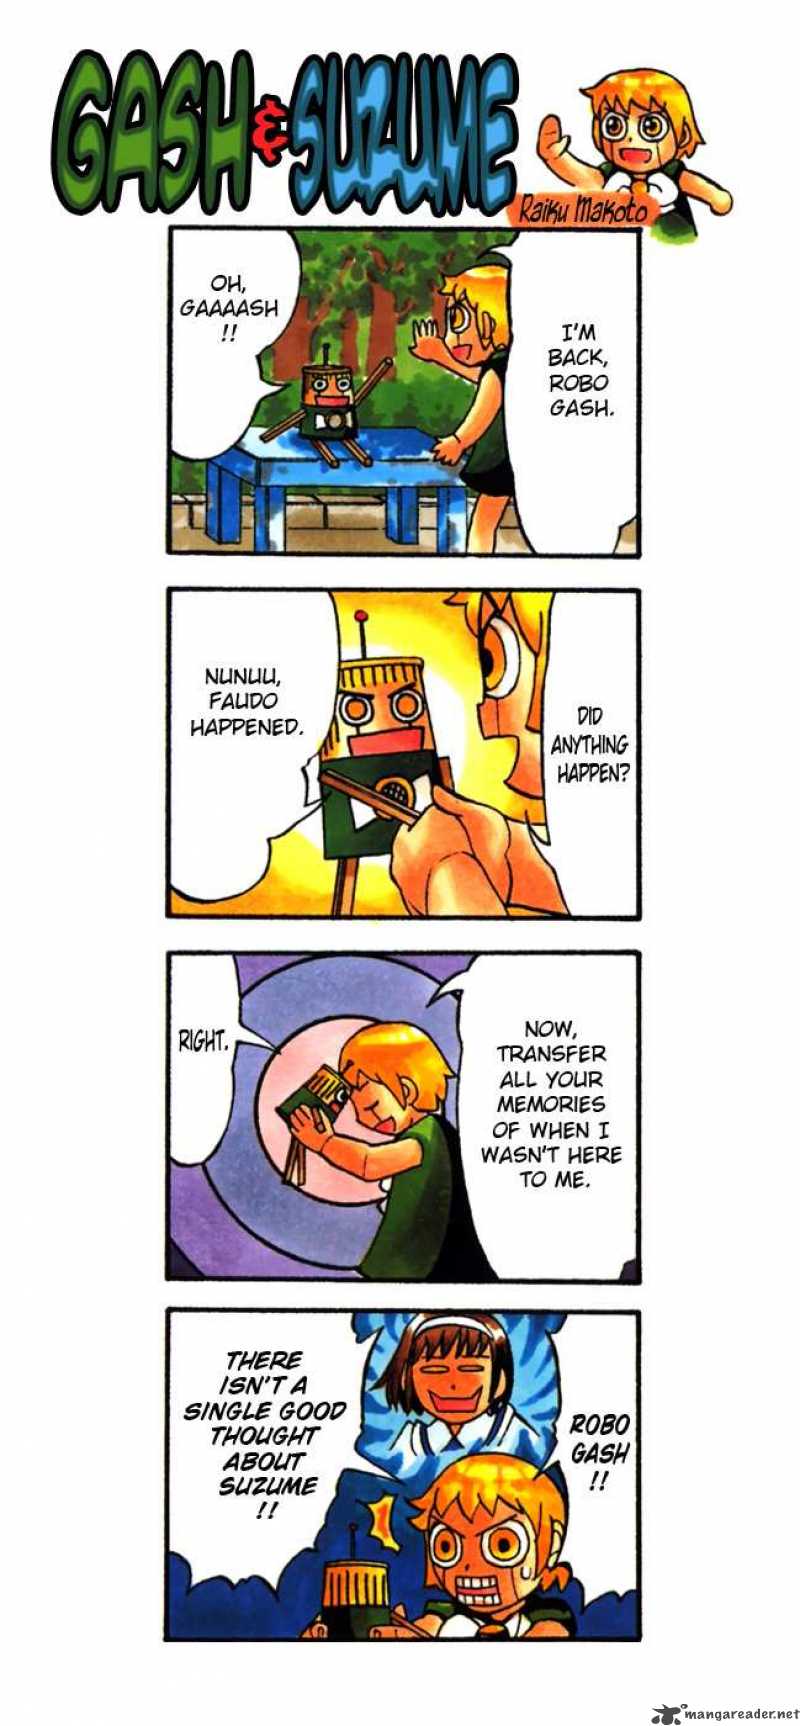 GASH & SUZUME
Raiku Makoto
I'M
BACK,
ROBO
GASH.
OH,
GAAAASH
!!
DID
ANYTHING
HAPPEN?
NUNUU,
FAUDO
HAPPENED.
NOW,
TRANSFER
ALL YOUR
MEMORIES
OF WHEN I
WASN'T HERE
TO ME.
RIGHT.
ROBO
GASH
!!
THERE
ISN'T A
SINGLE GOOD
THOUGHT
ABOUT
SUZUME
!!
mangareader.net